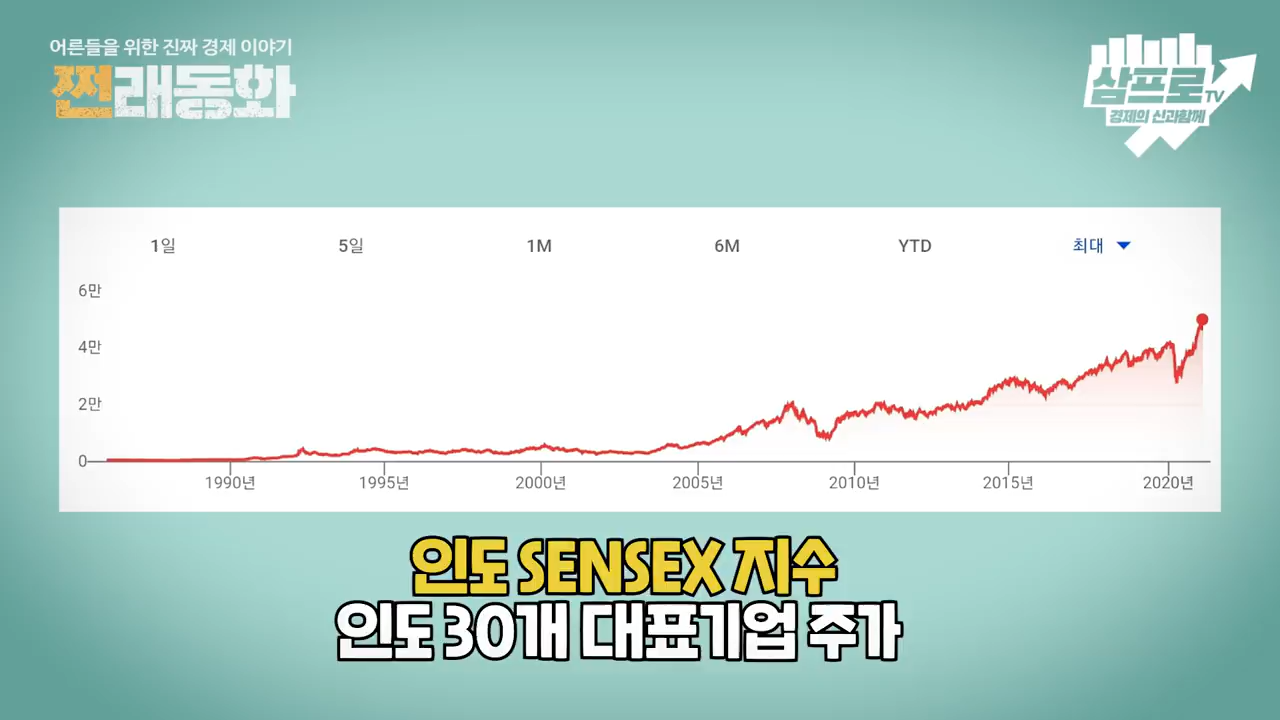 어른들을 위한 진짜 경제 이야기
쩐래동화
삼프로TV
경제의 신과함께
1일 5일 1M 6M YTD 최대
6만
4만
2만
0
1990년 1995년 2000년 2005년 2010년 2015년 2020년
인도 SENSEX 지수
인도 30개 대표기업 주가